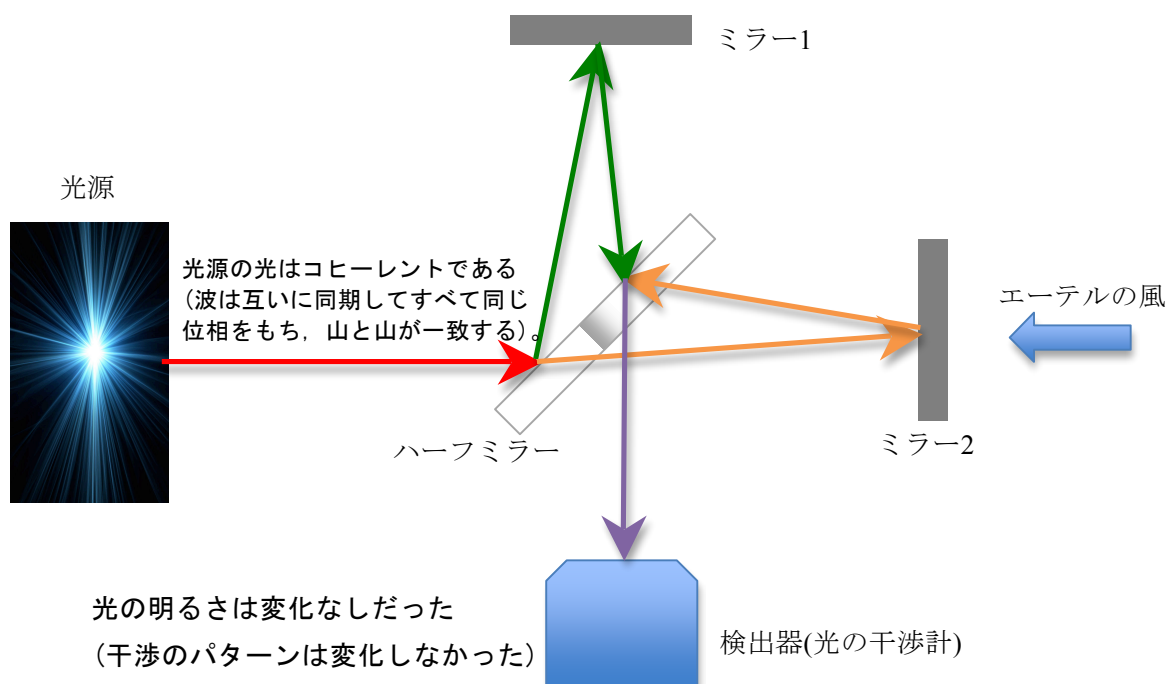 ミラー1
光源
光源の光はコヒーレントである
(波は互いに同期してすべて同じ
位相をもち，山と山が一致する)。
エーテルの風
ハーフミラー
ミラー2
光の明るさは変化なしだった
(干渉のパターンは変化しなかった)
検出器(光の干渉計)